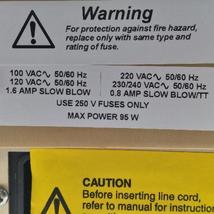 Warning
For protection against fire hazard,
replace only with same type and
rating of fuse.
100 VAC∿ 50/60 Hz
120 VAC∿ 50/60 Hz
1.6 AMP SLOW BLOW
220 VAC∿ 50/60 Hz
230/240 VAC∿ 50/60 Hz
0.8 AMP SLOW BLOW/TT
USE 250 V FUSES ONLY
MAX POWER 95 W
CAUTION
Before inserting line cord,
refer to manual for instruction